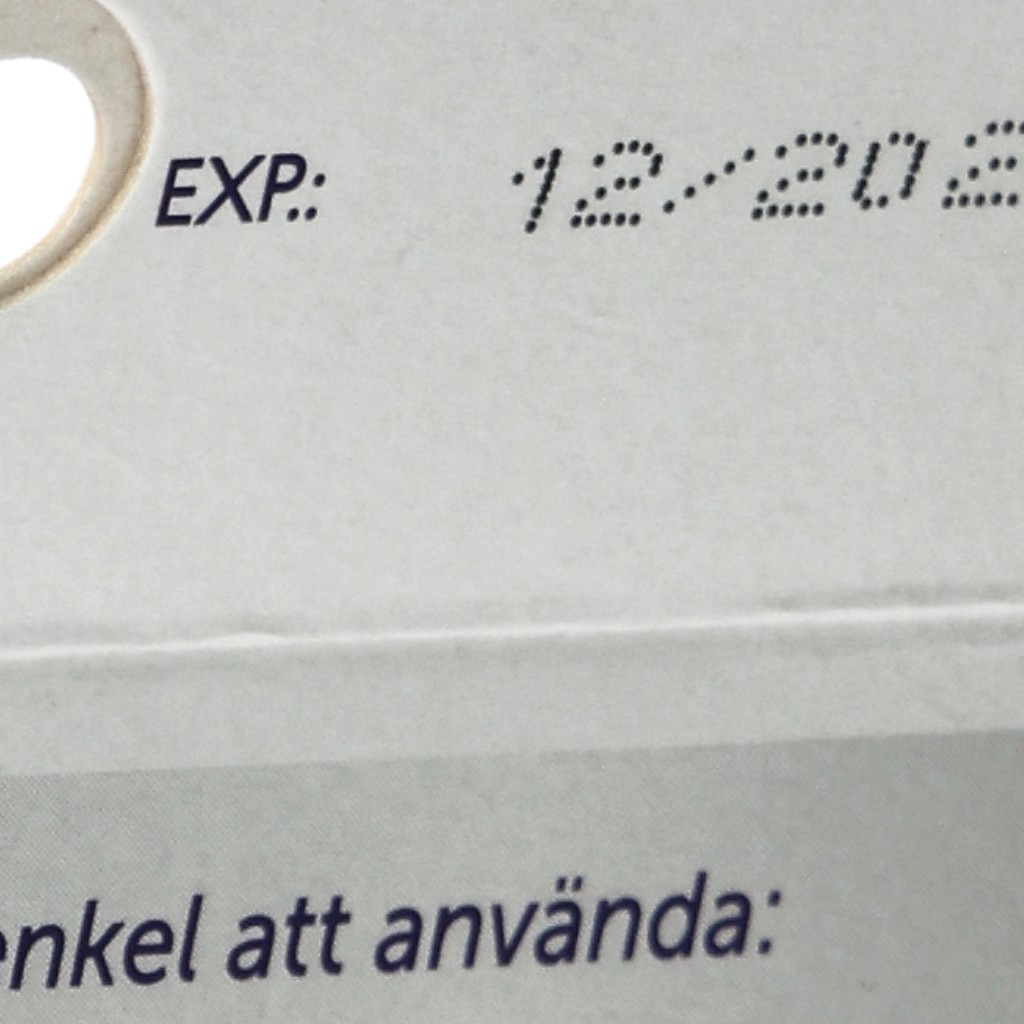 EXP.: 12/202
enkel att använda: